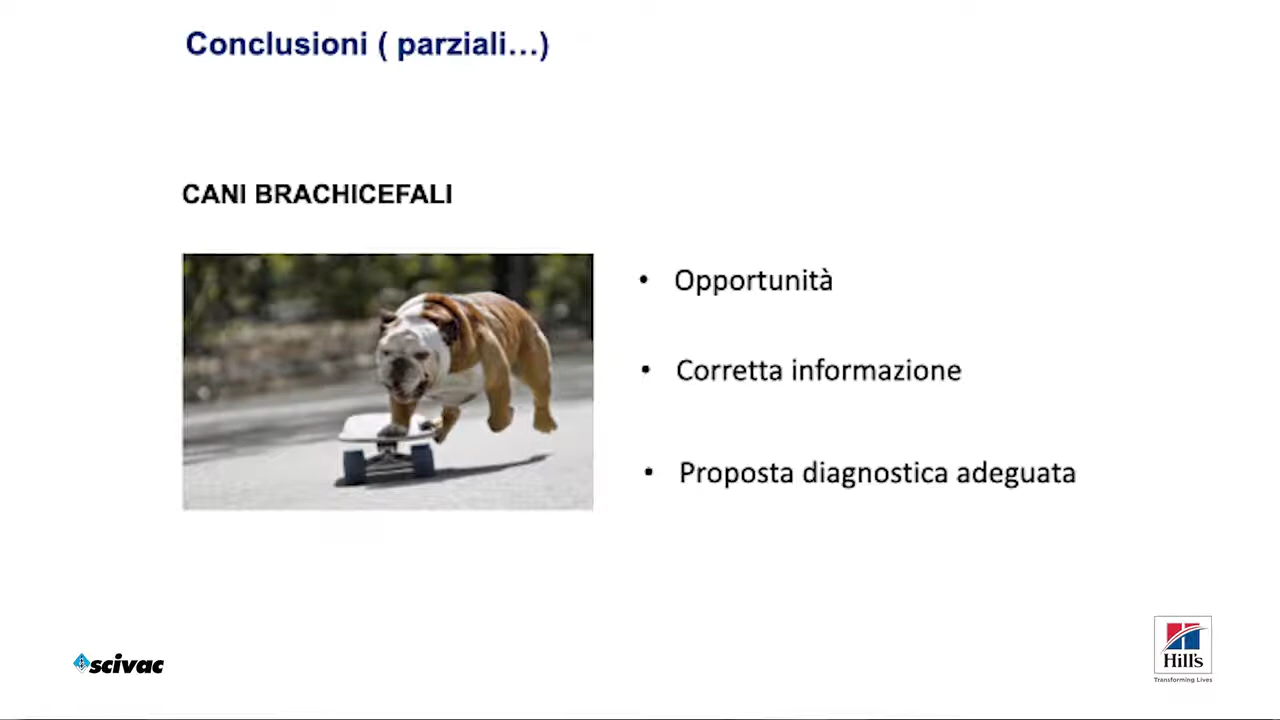 Conclusioni ( parziali...)
CANI BRACHICEFALI
• Opportunità
• Corretta informazione
• Proposta diagnostica adeguata
scivac
Hill's
Transforming Lives